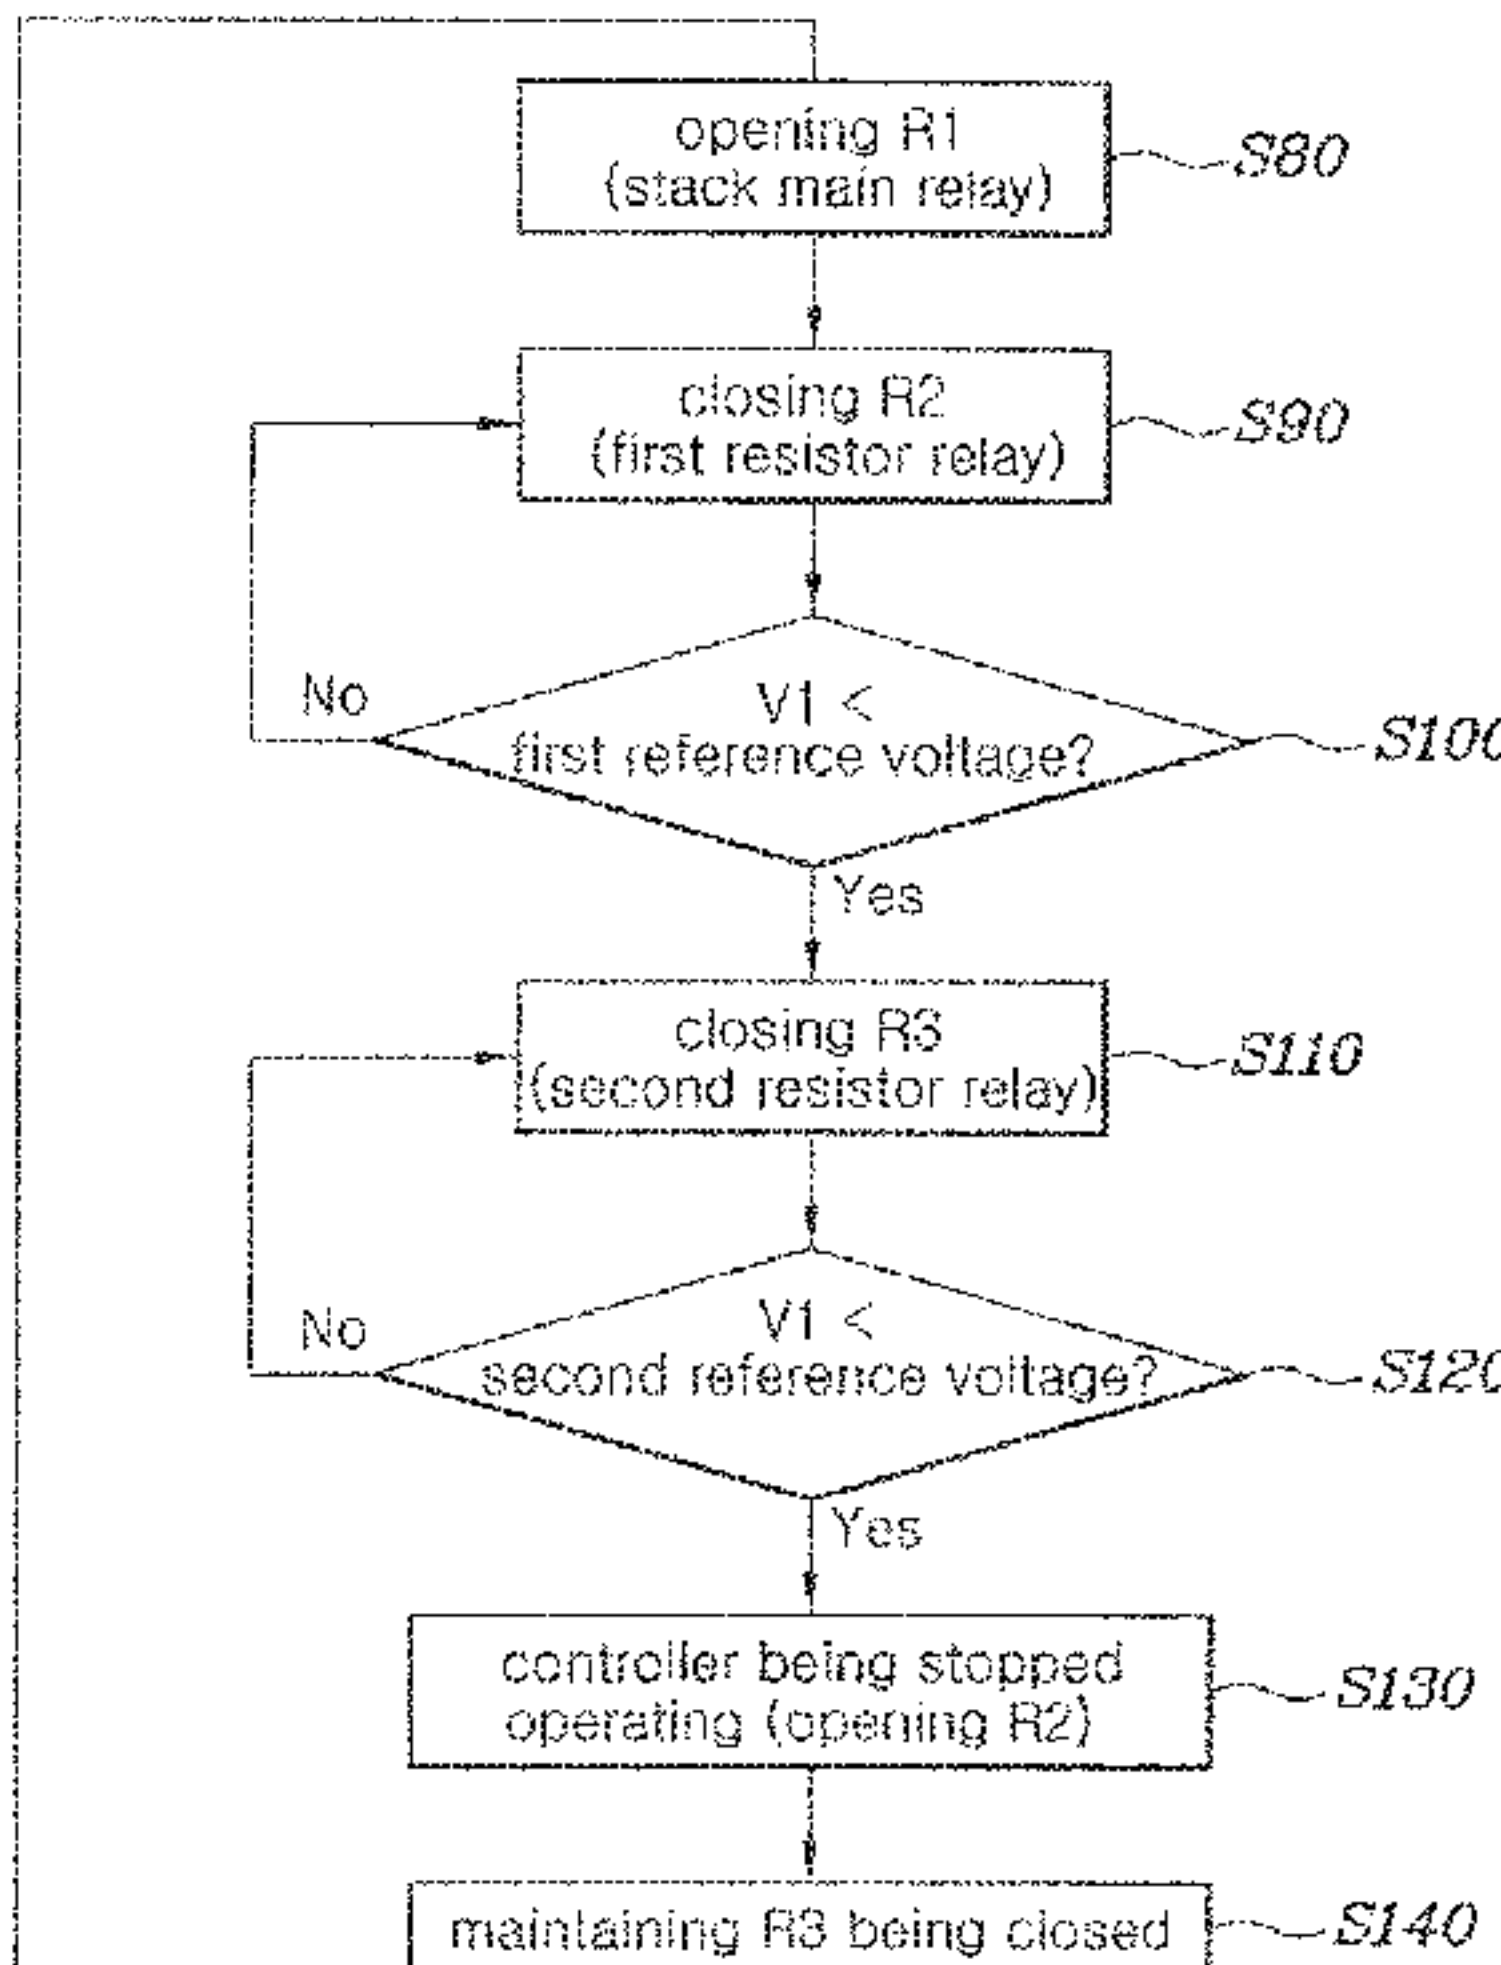 opening R1
(stack main relay)
S80
closing R2
(first resistor relay)
S90
No
V1 <
first reference voltage?
S100
Yes
closing R3
(second resistor relay)
S110
No
V1 <
second reference voltage?
S120
Yes
controller being stopped
operating (opening R2)
S130
maintaining R3 being closed
S140